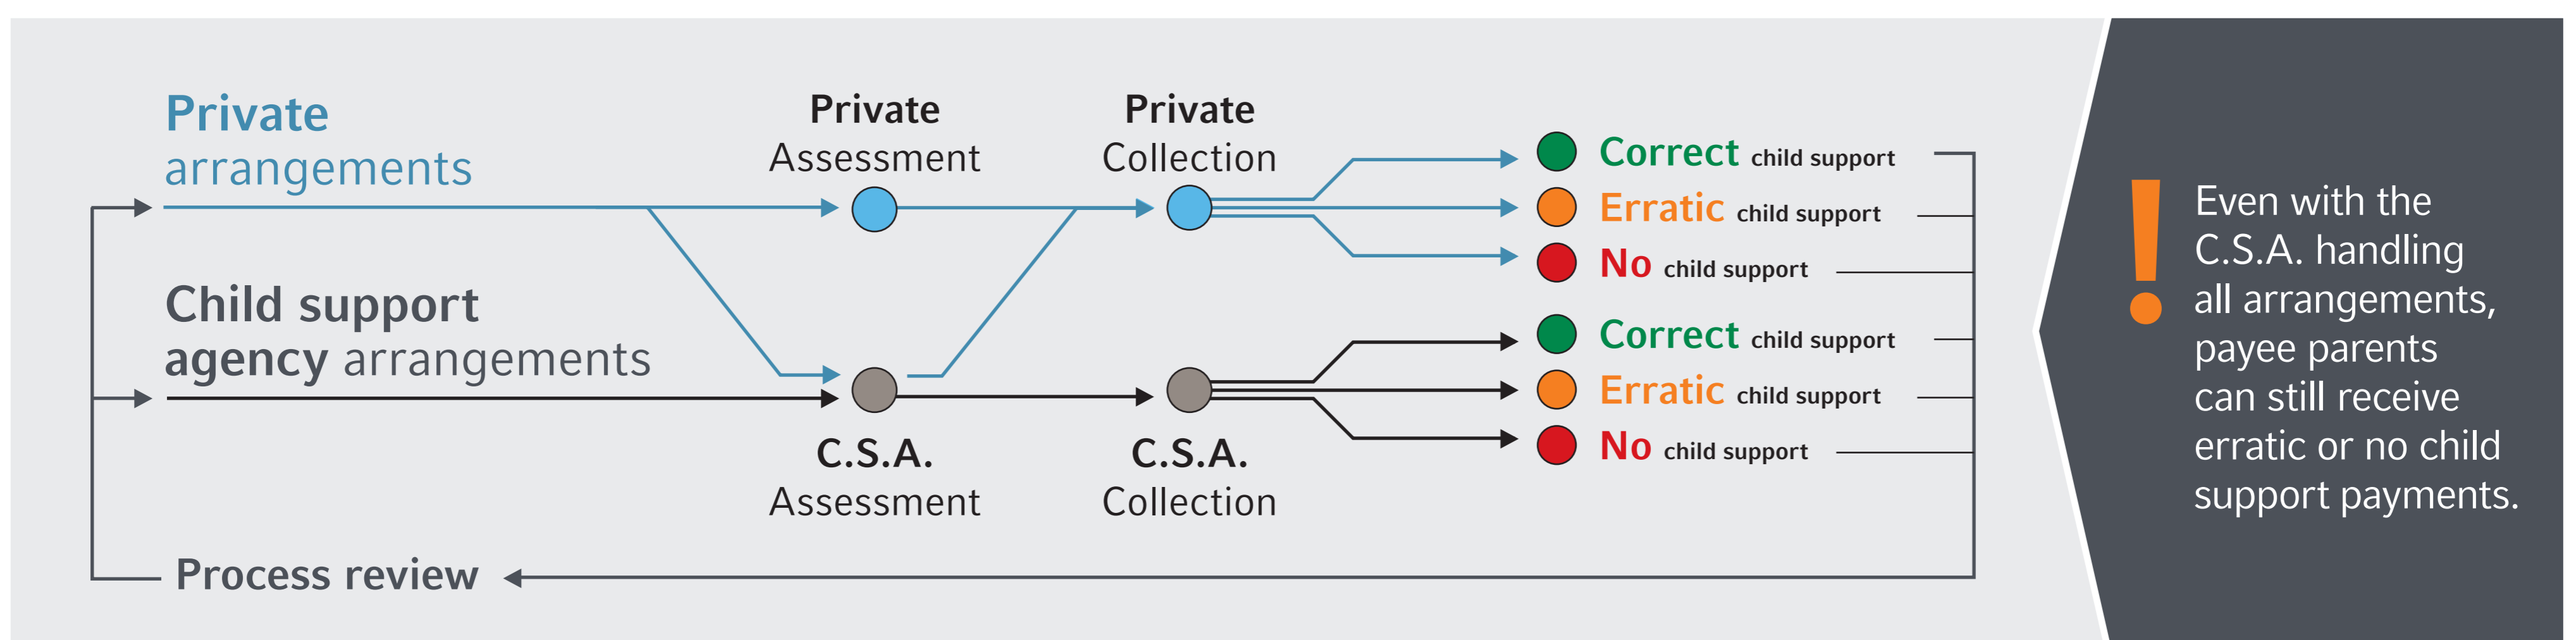 Private
arrangements
Private
Assessment
Private
Collection
Correct child support
Erratic child support
No child support
Child support
agency arrangements
C.S.A.
Assessment
C.S.A.
Collection
Correct child support
Erratic child support
No child support
Process review
!
Even with the
C.S.A. handling
all arrangements,
payee parents
can still receive
erratic or no child
support payments.